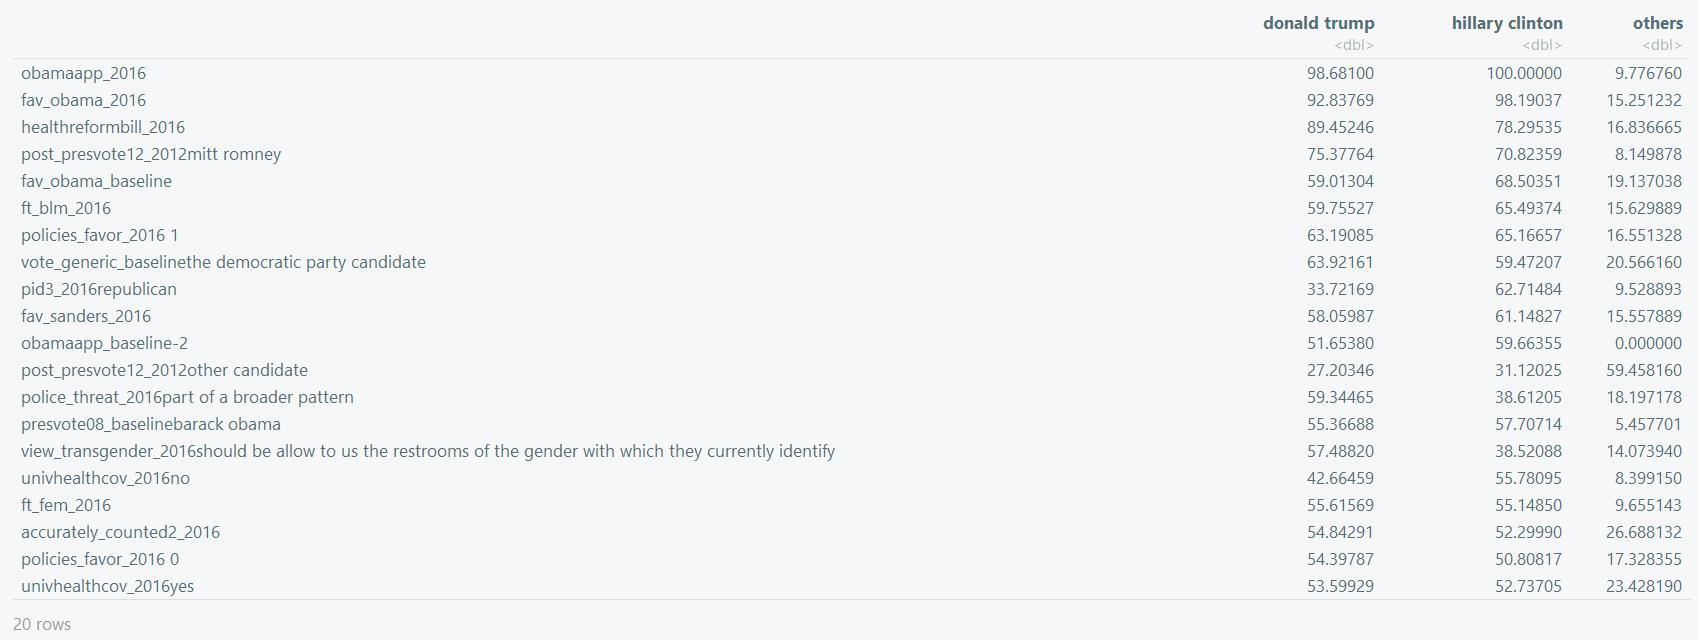 donald trump hillary clinton others
<dbl> <dbl> <dbl>
obamaapp_2016 98.68100 100.00000 9.776760
fav_obama_2016 92.83769 98.19037 15.251232
healthreformbill_2016 89.45246 78.29535 16.836665
post_presvote12_2012mitt romney 75.37764 70.82359 8.149878
fav_obama_baseline 59.01304 68.50351 19.137038
ft_blm_2016 59.75527 65.49374 15.629889
policies_favor_2016 1 63.19085 65.16657 16.551328
vote_generic_baselinethe democratic party candidate 63.92161 59.47207 20.566160
pid3_2016republican 33.72169 62.71484 9.528893
fav_sanders_2016 58.05987 61.14827 15.557889
obamaapp_baseline-2 51.65380 59.66355 0.000000
post_presvote12_2012other candidate 27.20346 31.12025 59.458160
police_threat_2016part of a broader pattern 59.34465 38.61205 18.197178
presvote08_baselinebarack obama 55.36688 57.70714 5.457701
view_transgender_2016should be allow to us the restrooms of the gender with which they currently identify 57.48820 38.52088 14.073940
univhealthcov_2016no 42.66459 55.78095 8.399150
ft_fem_2016 55.61569 55.14850 9.655143
accurately_counted2_2016 54.84291 52.29990 26.688132
policies_favor_2016 0 54.39787 50.80817 17.328355
univhealthcov_2016yes 53.59929 52.73705 23.428190
20 rows